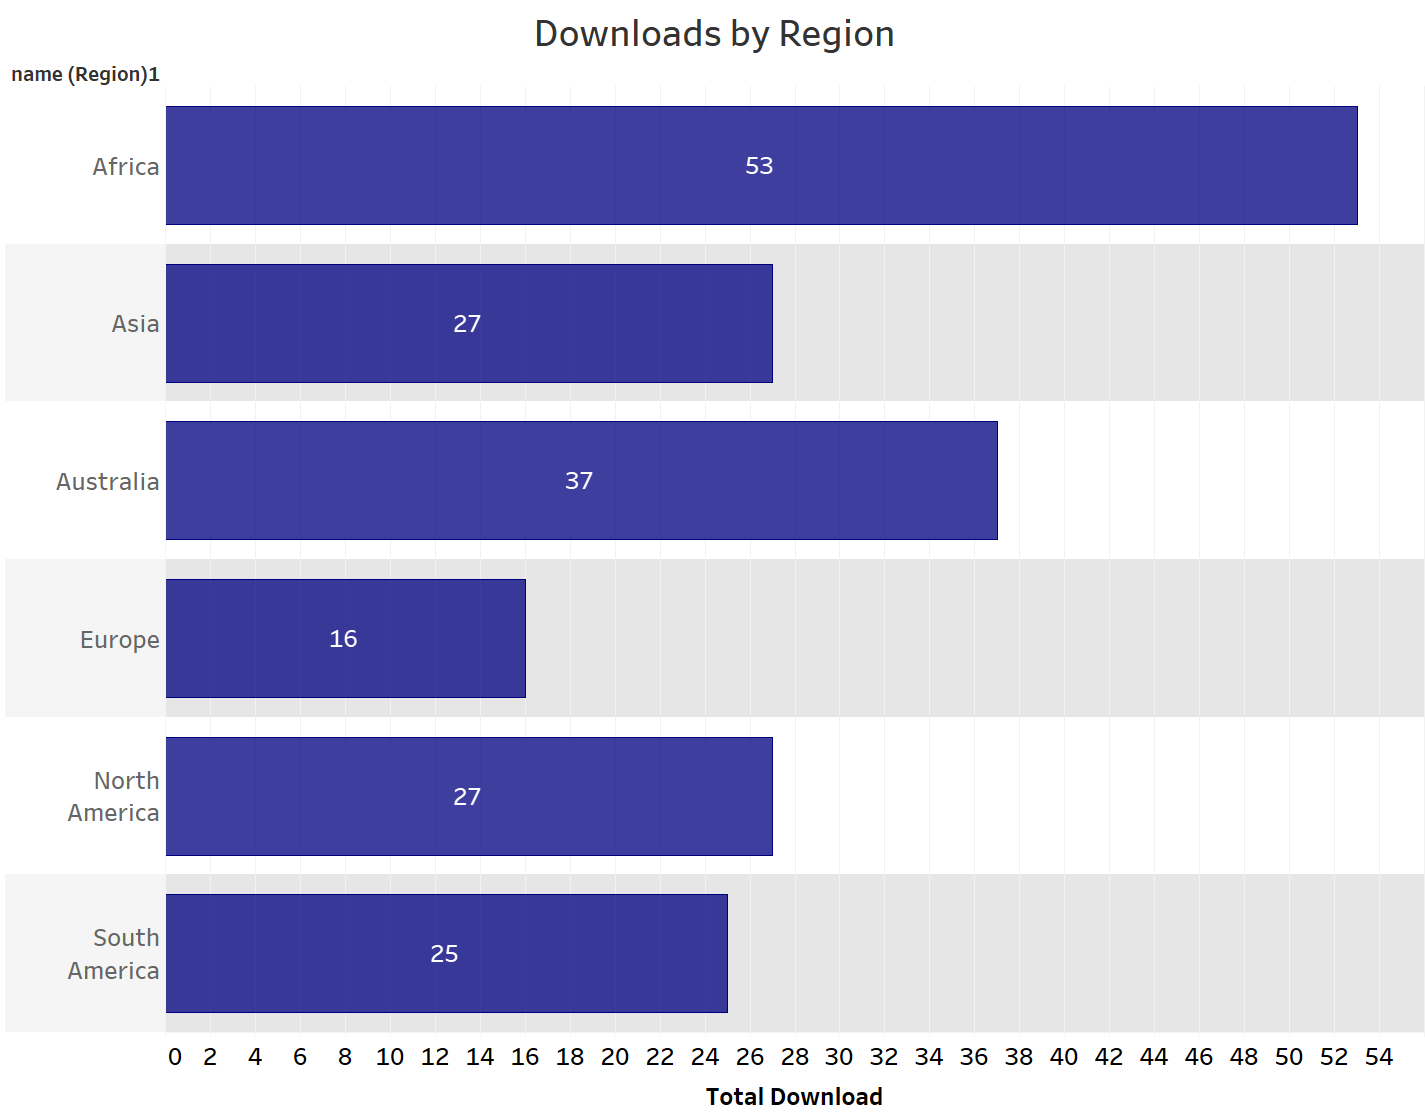 Downloads by Region
name (Region)1
Africa
53
Asia
27
Australia
37
Europe
16
North
America
27
South
America
25
0 2 4 6 8 10 12 14 16 18 20 22 24 26 28 30 32 34 36 38 40 42 44 46 48 50 52 54
Total Download